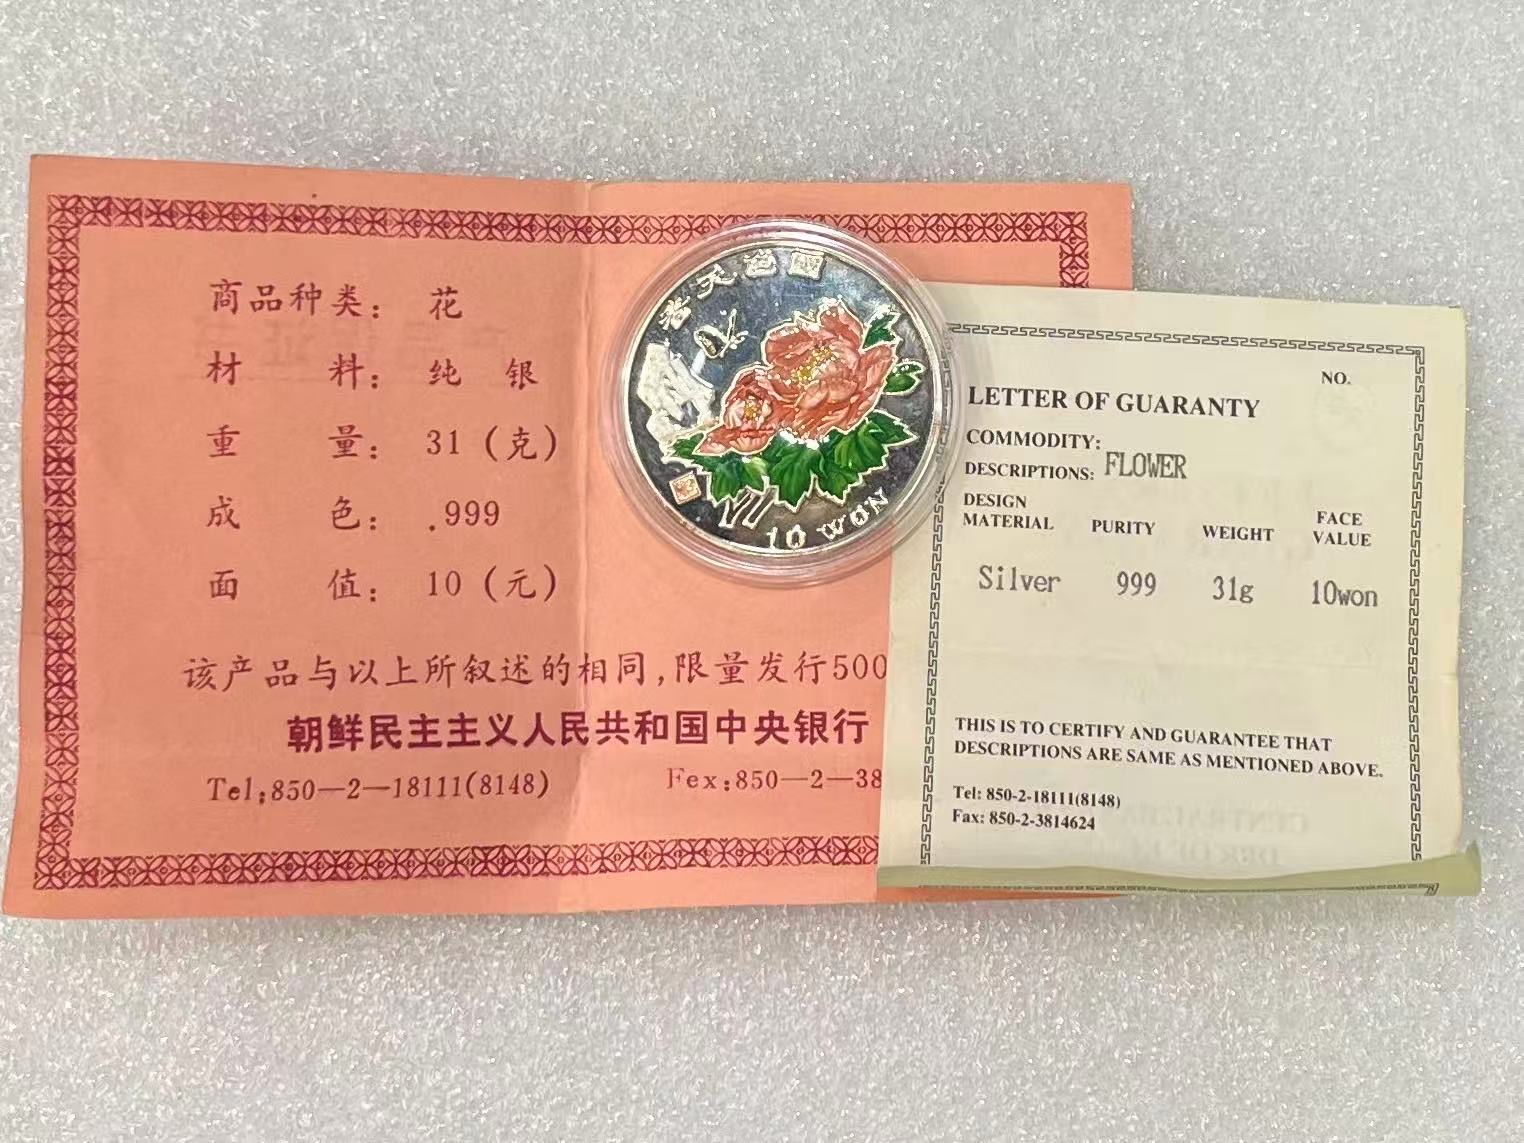 商品种类：花
材料：纯银
重量：31（克）
成色：.999
面值：10（元）
该产品与以上所叙述的相同,限量发行500
朝鲜民主主义人民共和国中央银行
Tel:850—2—18111(8148) Fex:850—2—38
國色天香
10 WON
NO.
LETTER OF GUARANTY
COMMODITY:
DESCRIPTIONS: FLOWER
DESIGN
MATERIAL PURITY WEIGHT FACE VALUE
Silver 999 31g 10won
THIS IS TO CERTIFY AND GUARANTEE THAT
DESCRIPTIONS ARE SAME AS MENTIONED ABOVE.
Tel: 850-2-18111(8148)
Fax: 850-2-3814624